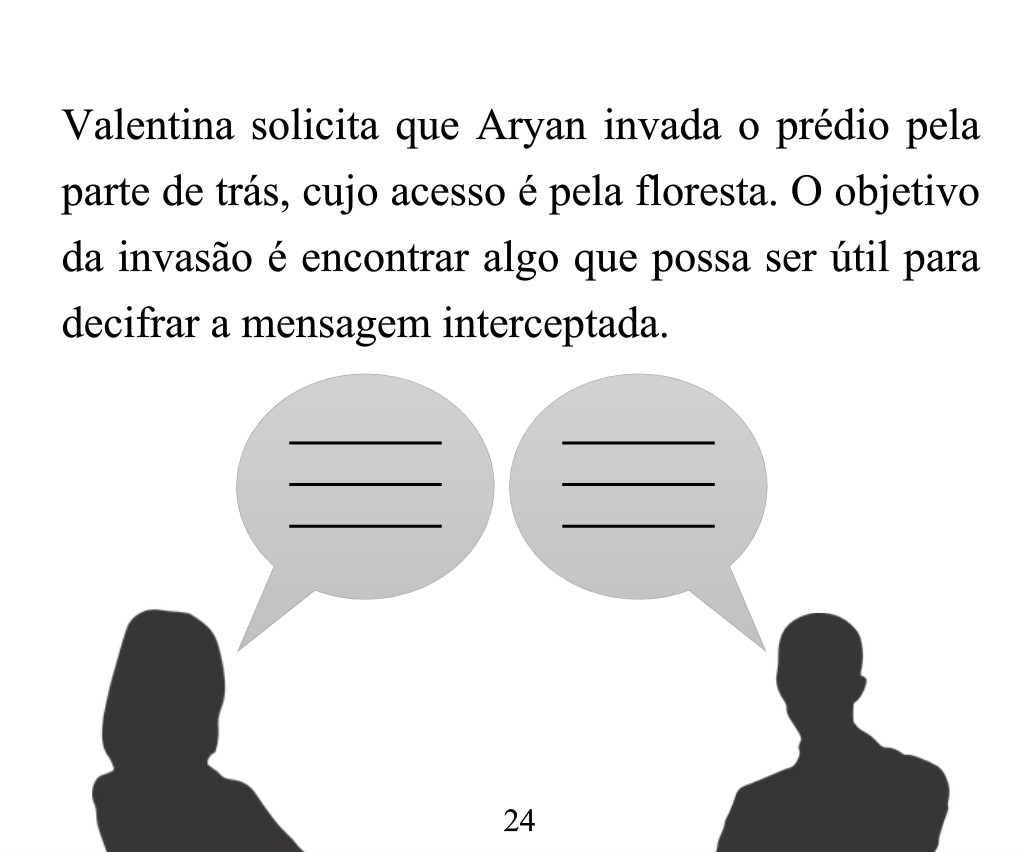 Valentina solicita que Aryan invada o prédio pela
parte de trás, cujo acesso é pela floresta. O objetivo
da invasão é encontrar algo que possa ser útil para
decifrar a mensagem interceptada.
24